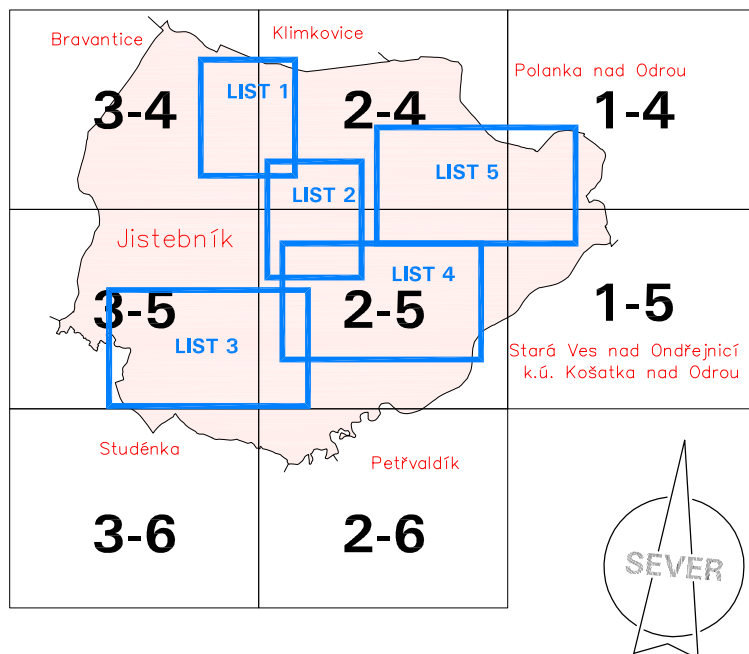 Bravantice
Klimkovice
Polanka nad Odrou
3-4
LIST 1
2-4
1-4
LIST 2
LIST 5
Jistebník
LIST 4
3-5
2-5
1-5
LIST 3
Stará Ves nad Ondřejnicí
k.ú. Košatka nad Odrou
Studénka
Petřvaldík
3-6
2-6
SEVER